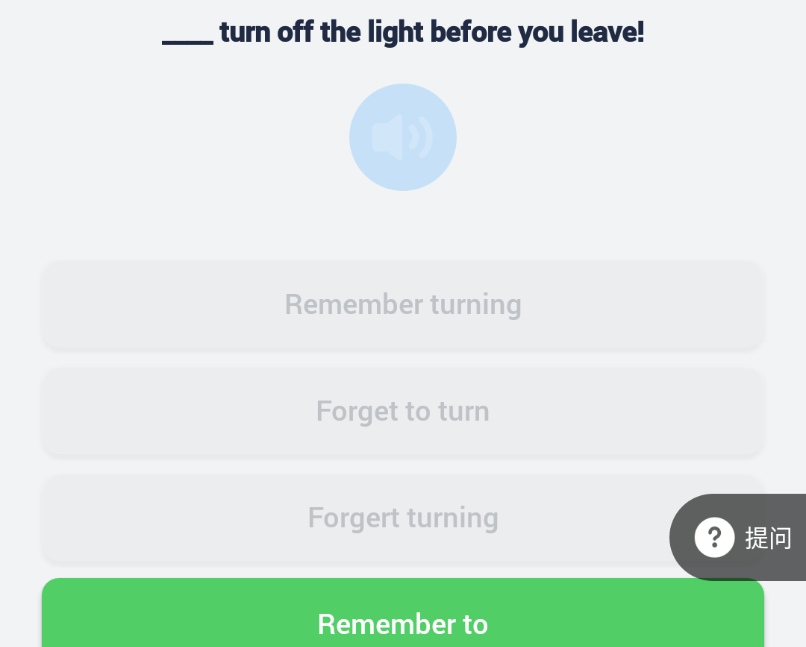 ____ turn off the light before you leave!
Remember turning
Forget to turn
Forgert turning
? 提问
Remember to